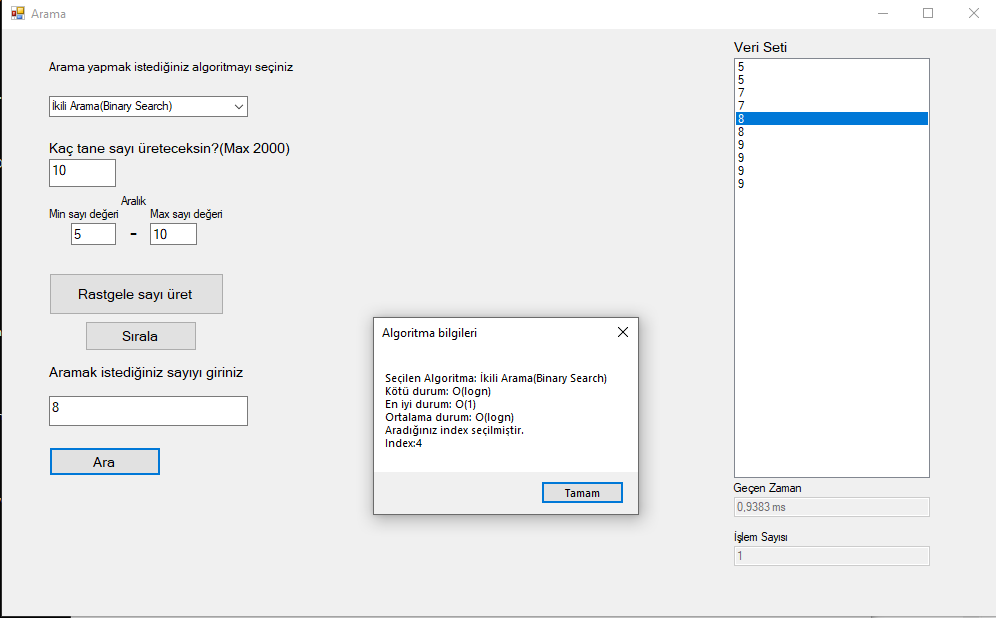 Arama
Arama yapmak istediğiniz algoritmayı seçiniz
İkili Arama(Binary Search)
Kaç tane sayı üreteceksin?(Max 2000)
10
Aralık
Min sayı değeri
Max sayı değeri
5
-
10
Rastgele sayı üret
Sırala
Aramak istediğiniz sayıyı giriniz
8
Ara
Algoritma bilgileri
Seçilen Algoritma: İkili Arama(Binary Search)
Kötü durum: O(logn)
En iyi durum: O(1)
Ortalama durum: O(logn)
Aradığınız index seçilmiştir.
Index:4
Tamam
Veri Seti
5
5
7
7
8
8
9
9
9
9
Geçen Zaman
0,9383 ms
İşlem Sayısı
1